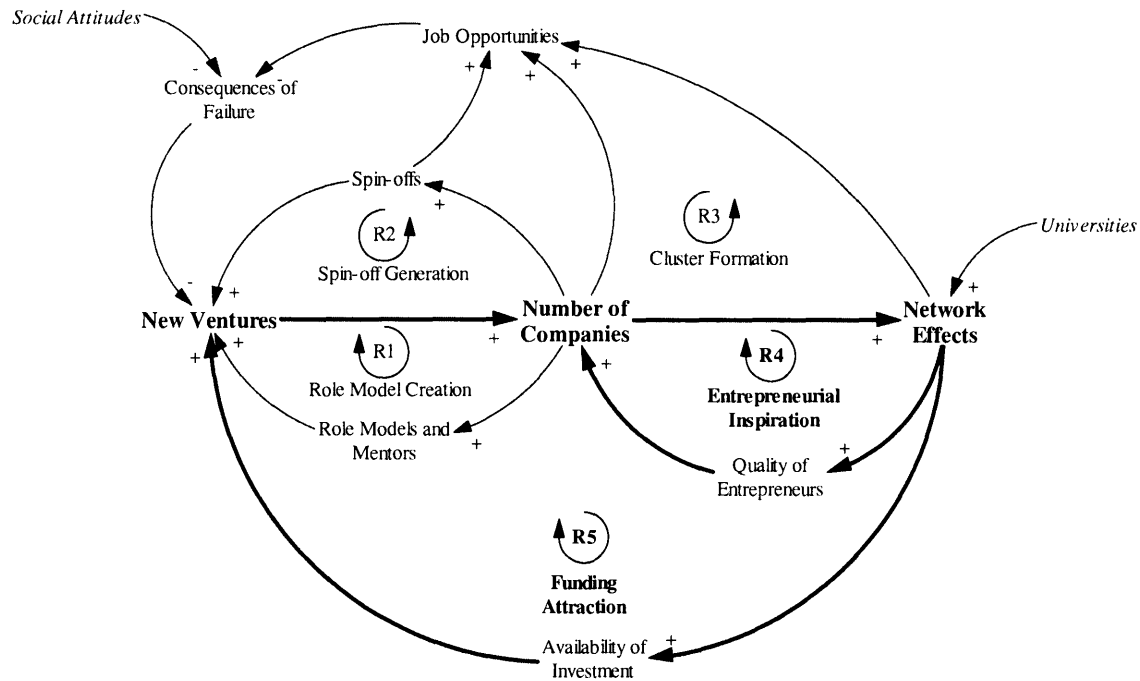 Social Attitudes
Job Opportunities
+
+
+
-
-
Consequences of
Failure
Spin-offs
+
R2
Spin-off Generation
R3
Cluster Formation
Universities
-
+
+
New Ventures
+
+
Number of
Companies
+
+
Network
Effects
+
R1
Role Model Creation
R4
Entrepreneurial
Inspiration
Role Models and
Mentors
+
+
Quality of
Entrepreneurs
R5
Funding
Attraction
+
Availability of
Investment